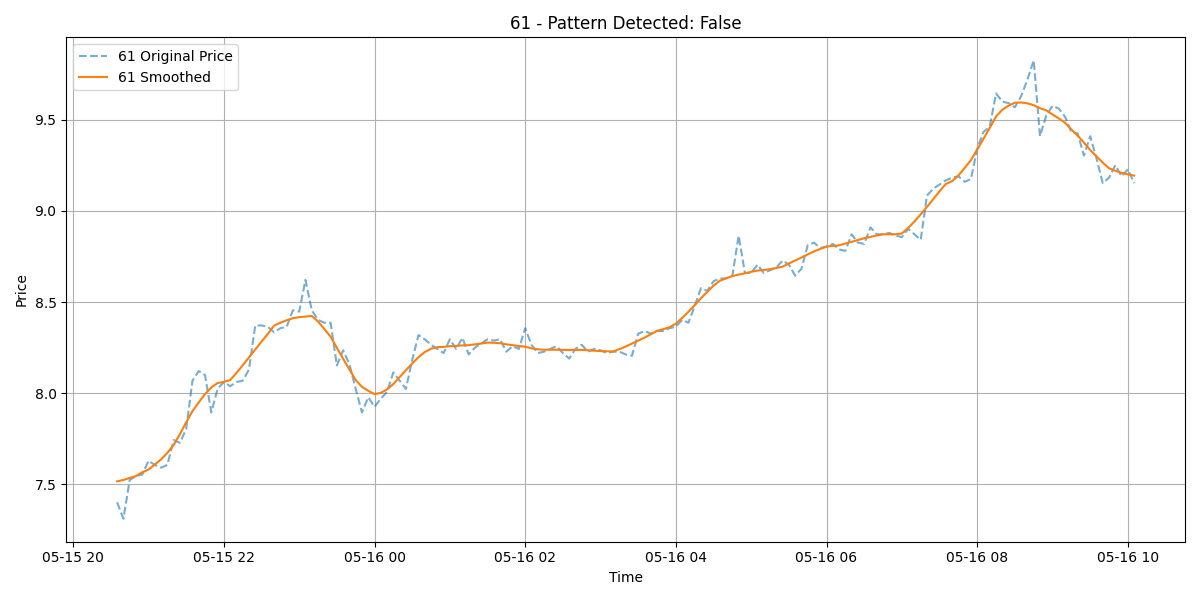 61 - Pattern Detected: False
61 Original Price
61 Smoothed
Price
9.5
9.0
8.5
8.0
7.5
05-15 20
05-15 22
05-16 00
05-16 02
05-16 04
05-16 06
05-16 08
05-16 10
Time